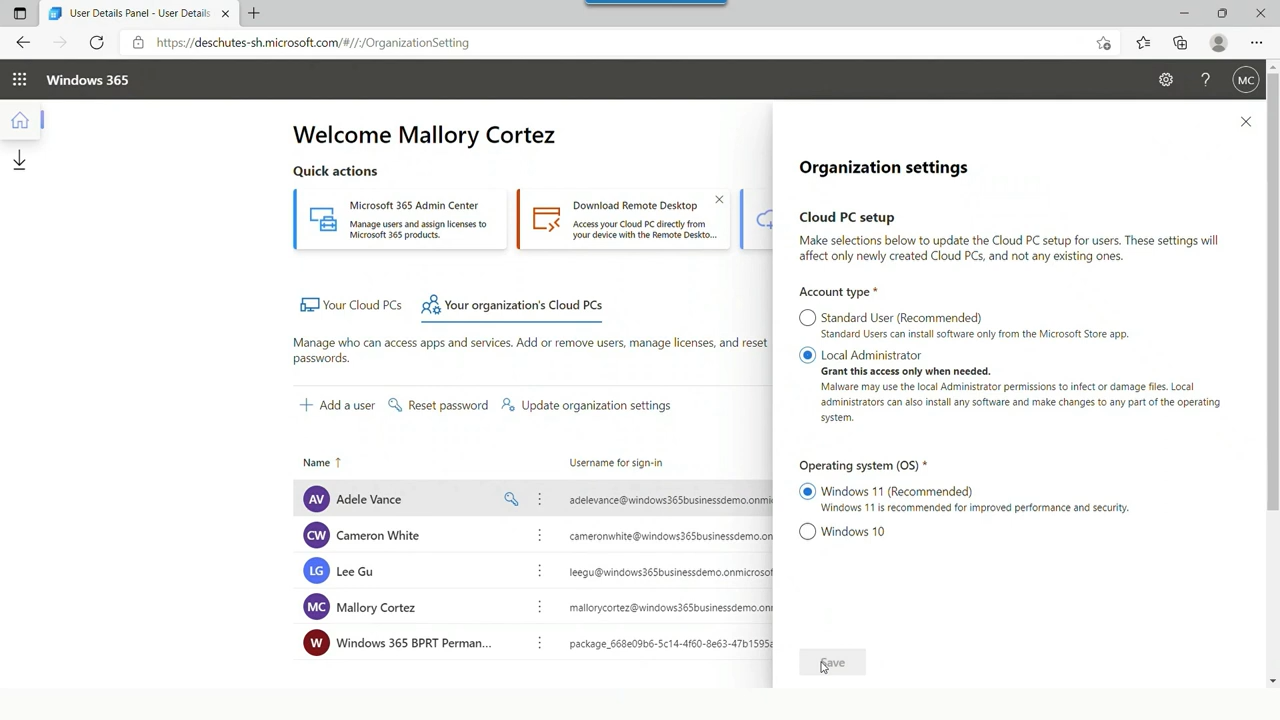 User Details Panel - User Details
https://deschutes-sh.microsoft.com/#//:/OrganizationSetting
Windows 365
MC
Welcome Mallory Cortez
Quick actions
Microsoft 365 Admin Center
Manage users and assign licenses to
Microsoft 365 products.
Download Remote Desktop
Access your Cloud PC directly from
your device with the Remote Deskto...
Your Cloud PCs
Your organization's Cloud PCs
Manage who can access apps and services. Add or remove users, manage licenses, and reset
passwords.
Add a user
Reset password
Update organization settings
Name ↑
Username for sign-in
AV Adele Vance adelevance@windows365businessdemo.onmi
CW Cameron White cameronwhite@windows365businessdemo.on
LG Lee Gu leegu@windows365businessdemo.onmicrosof
MC Mallory Cortez mallorycortez@windows365businessdemo.on
W Windows 365 BPRT Perman... package_668e09b6-5c14-4f60-8e63-47b1595a
Organization settings
Cloud PC setup
Make selections below to update the Cloud PC setup for users. These settings will
affect only newly created Cloud PCs, and not any existing ones.
Account type *
Standard User (Recommended)
Standard Users can install software only from the Microsoft Store app.
Local Administrator
Grant this access only when needed.
Malware may use the local Administrator permissions to infect or damage files. Local
administrators can also install any software and make changes to any part of the operating
system.
Operating system (OS) *
Windows 11 (Recommended)
Windows 11 is recommended for improved performance and security.
Windows 10
Save